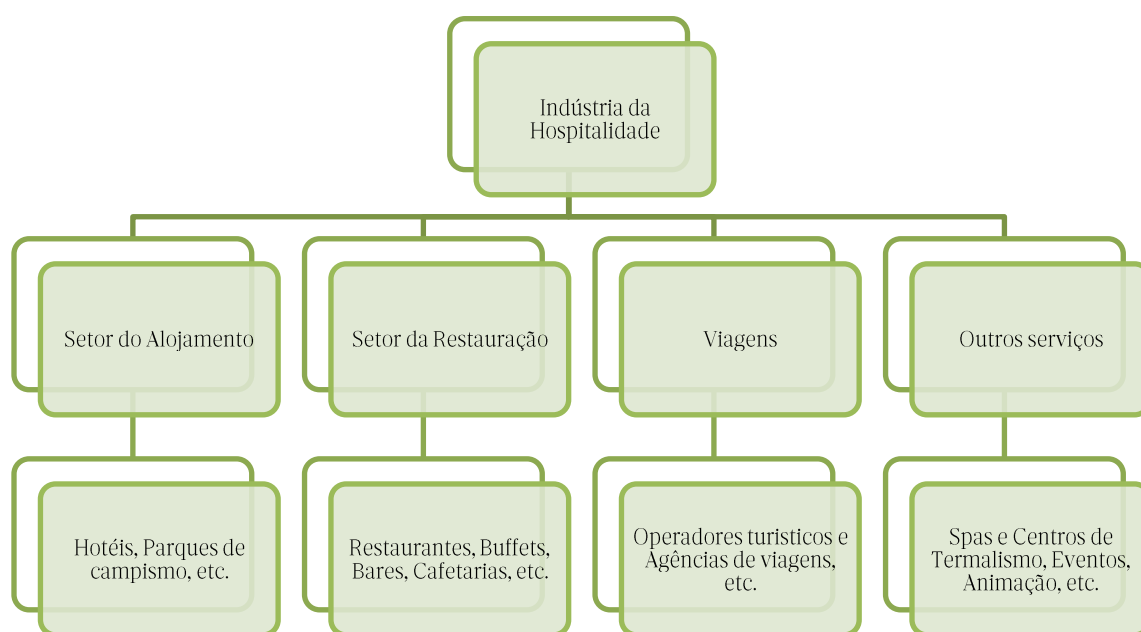 Indústria da
Hospitalidade
Setor do Alojamento
Setor da Restauração
Viagens
Outros serviços
Hotéis, Parques de
campismo, etc.
Restaurantes, Buffets,
Bares, Cafetarias, etc.
Operadores turisticos e
Agências de viagens,
etc.
Spas e Centros de
Termalismo, Eventos,
Animação, etc.